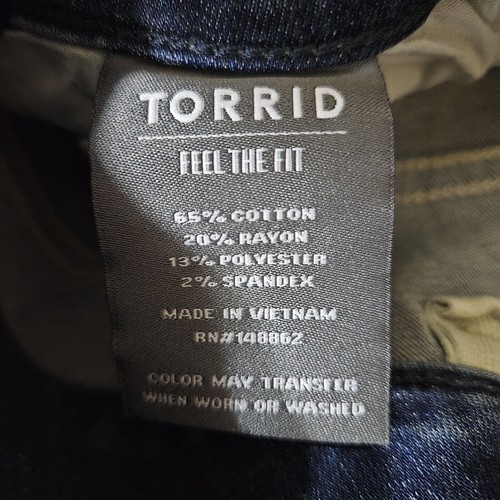 TORRID
FEEL THE FIT
65% COTTON
20% RAYON
13% POLYESTER
2% SPANDEX
MADE IN VIETNAM
RN#148862
COLOR MAY TRANSFER
WHEN WORN OR WASHED